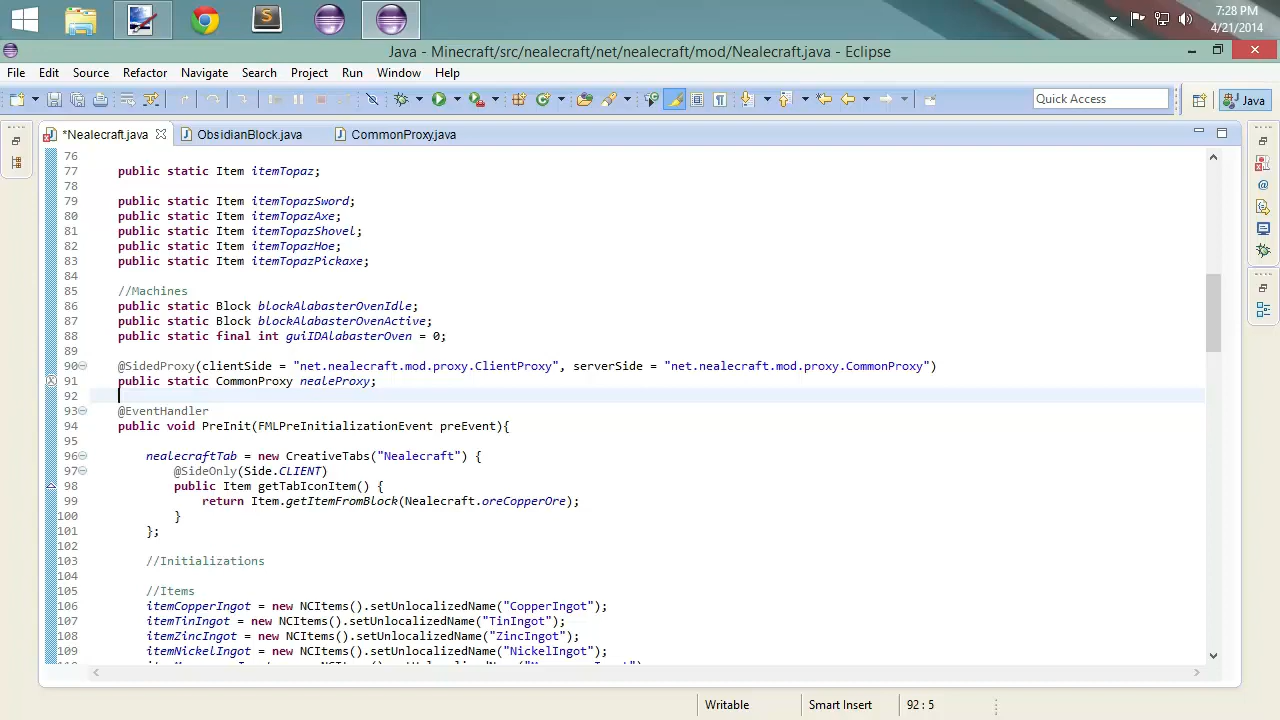 7:28 PM
4/21/2014
Java - Minecraft/src/nealecraft/net/nealecraft/mod/Nealecraft.java - Eclipse
File Edit Source Refactor Navigate Search Project Run Window Help
Quick Access
Java
*Nealecraft.java ObsidianBlock.java CommonProxy.java
76
77 public static Item itemTopaz;
78
79 public static Item itemTopazSword;
80 public static Item itemTopazAxe;
81 public static Item itemTopazShovel;
82 public static Item itemTopazHoe;
83 public static Item itemTopazPickaxe;
84
85 //Machines
86 public static Block blockAlabasterOvenIdle;
87 public static Block blockAlabasterOvenActive;
88 public static final int guiIDAlabasterOven = 0;
89
90 @SidedProxy(clientSide = "net.nealecraft.mod.proxy.ClientProxy", serverSide = "net.nealecraft.mod.proxy.CommonProxy")
91 public static CommonProxy nealeProxy;
92
93 @EventHandler
94 public void PreInit(FMLPreInitializationEvent preEvent){
95
96 nealecraftTab = new CreativeTabs("Nealecraft") {
97 @SideOnly(Side.CLIENT)
98 public Item getTabIconItem() {
99 return Item.getItemFromBlock(Nealecraft.oreCopperOre);
100 }
101 };
102
103 //Initializations
104
105 //Items
106 itemCopperIngot = new NCItems().setUnlocalizedName("CopperIngot");
107 itemTinIngot = new NCItems().setUnlocalizedName("TinIngot");
108 itemZincIngot = new NCItems().setUnlocalizedName("ZincIngot");
109 itemNickelIngot = new NCItems().setUnlocalizedName("NickelIngot");
Writable Smart Insert 92 : 5